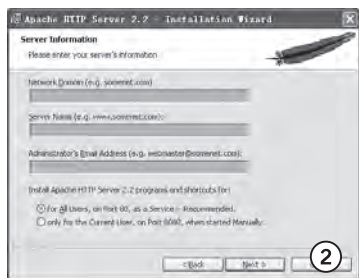 Apache HTTP Server 2.2 - Installation Wizard
Server Information
Please enter your server's information.
Network Domain (e.g. somenet.com)
Server Name (e.g. www.somenet.com):
Administrator's Email Address (e.g. webmaster@somenet.com):
Install Apache HTTP Server 2.2 programs and shortcuts for:
for All Users, on Port 80, as a Service -- Recommended.
only for the Current User, on Port 8080, when started Manually.
< Back
Next >
2